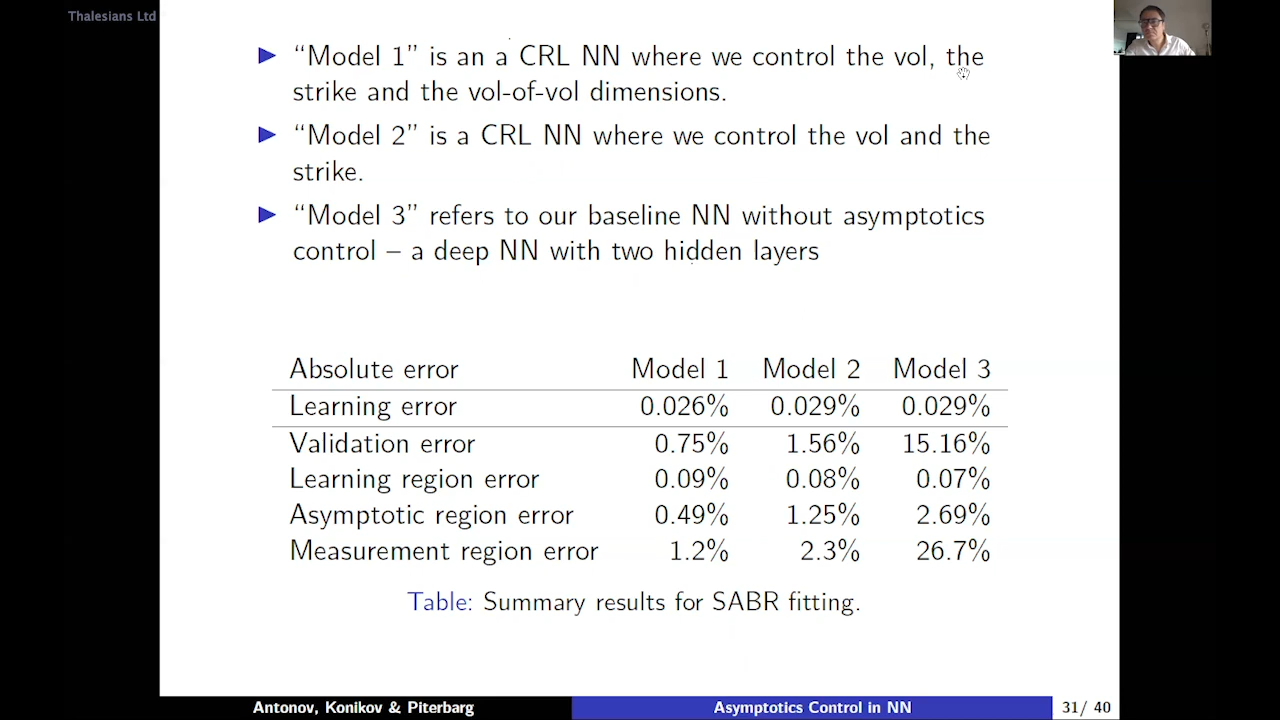 Thalesians Ltd
“Model 1” is an a CRL NN where we control the vol, the
strike and the vol-of-vol dimensions.
“Model 2” is a CRL NN where we control the vol and the
strike.
“Model 3” refers to our baseline NN without asymptotics
control – a deep NN with two hidden layers
Absolute error Model 1 Model 2 Model 3
Learning error 0.026% 0.029% 0.029%
Validation error 0.75% 1.56% 15.16%
Learning region error 0.09% 0.08% 0.07%
Asymptotic region error 0.49% 1.25% 2.69%
Measurement region error 1.2% 2.3% 26.7%
Table: Summary results for SABR fitting.
Antonov, Konikov & Piterbarg Asymptotics Control in NN 31/ 40